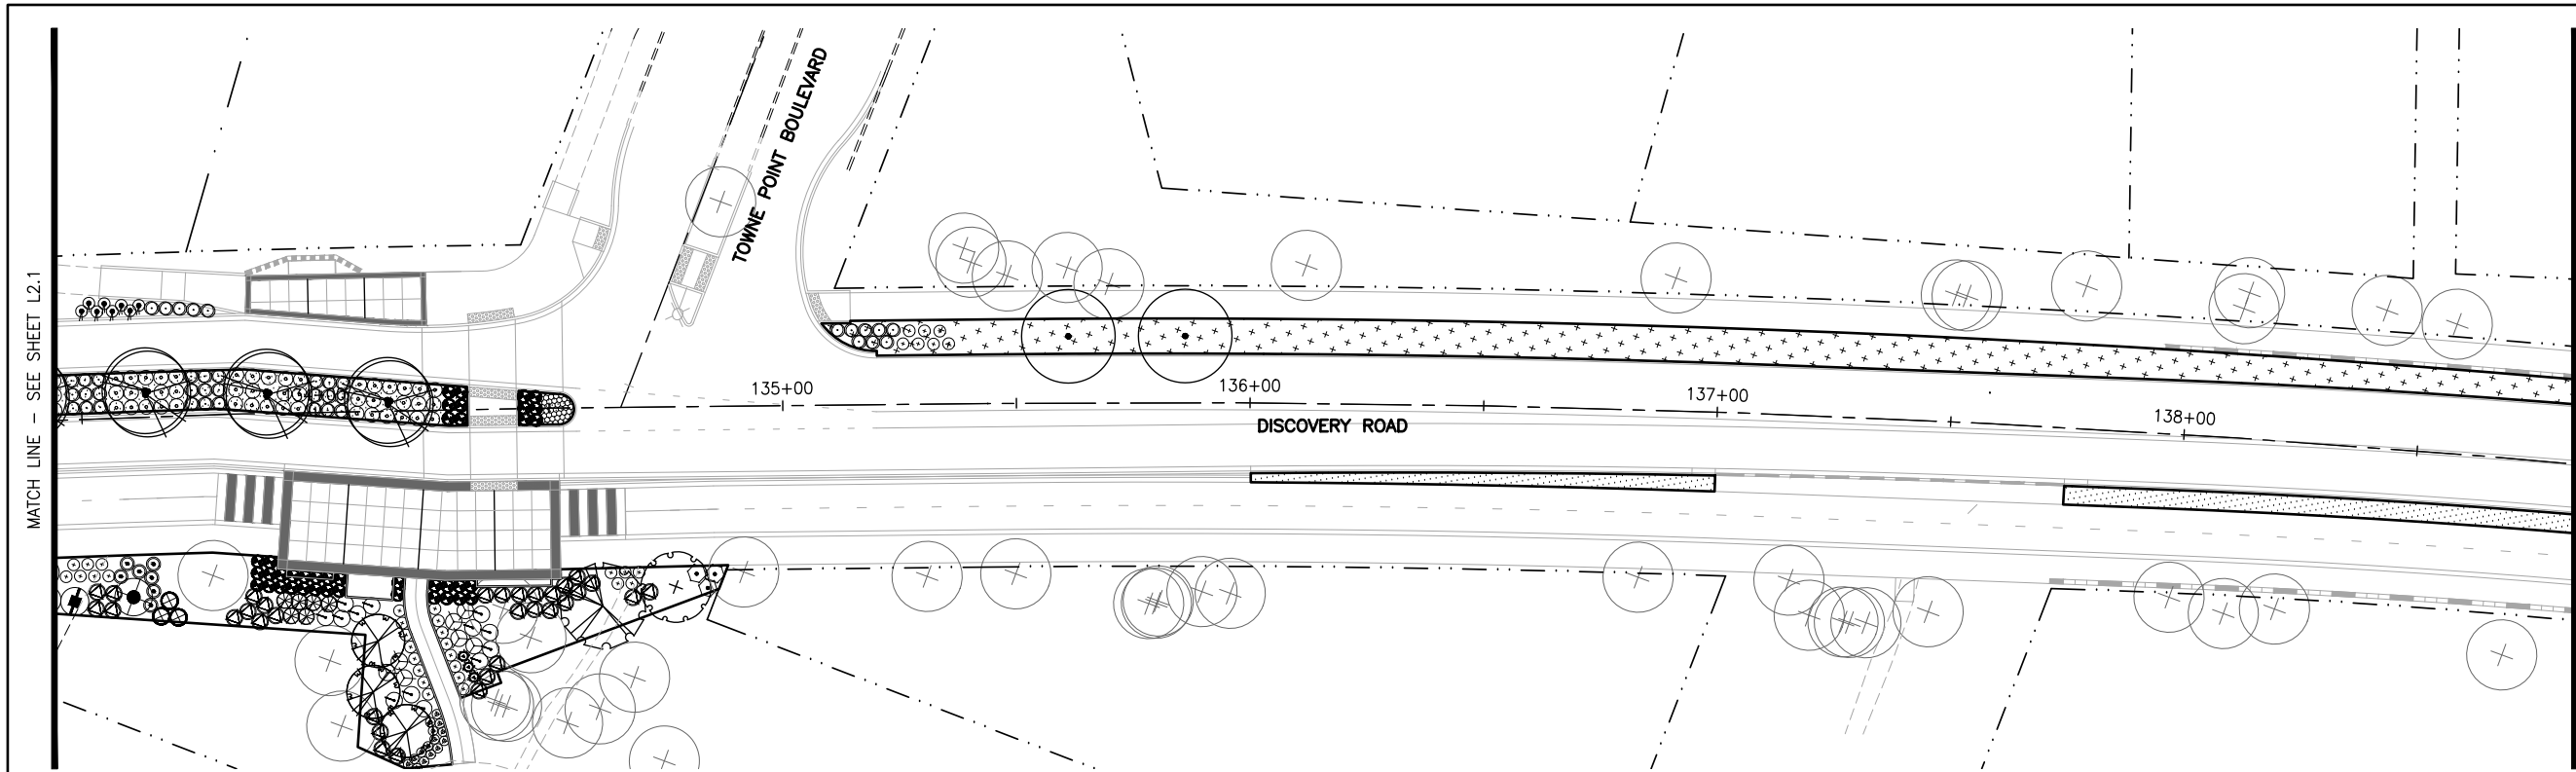 TOWNE POINT BOULEVARD
MATCH LINE – SEE SHEET L2.1
135+00
136+00
137+00
138+00
DISCOVERY ROAD